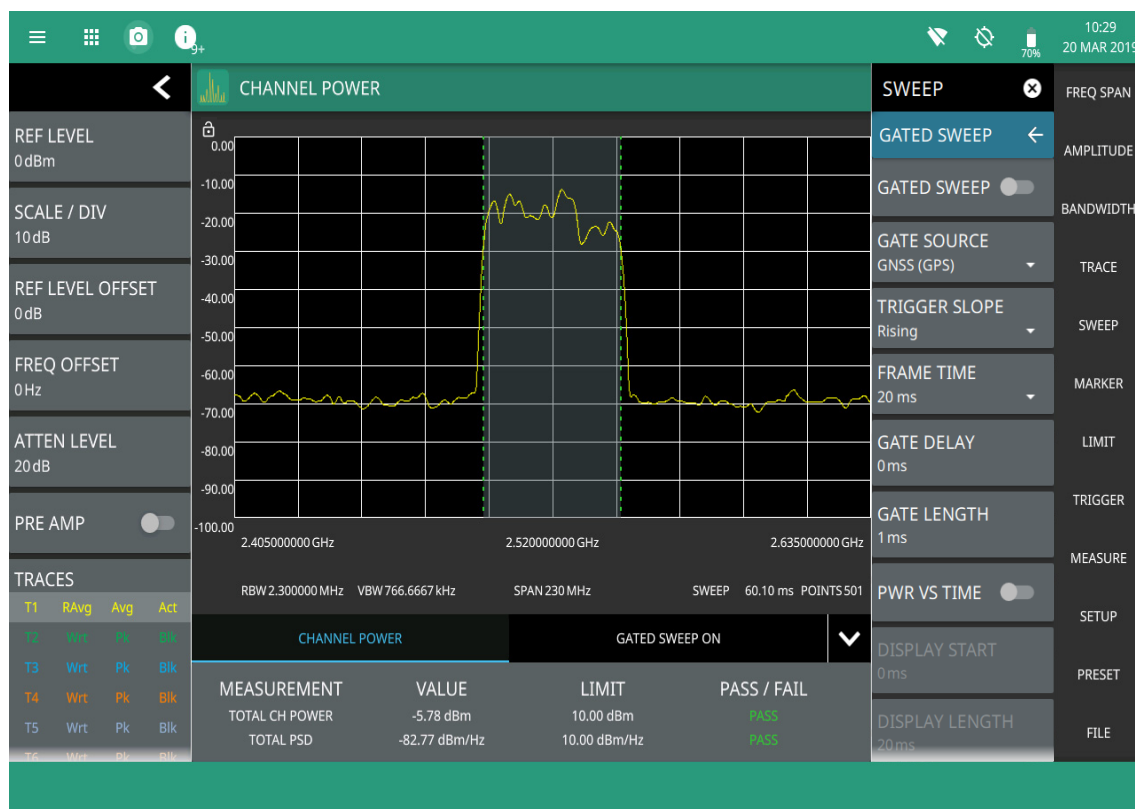 9+
70%
10:29
20 MAR 2019
REF LEVEL
0 dBm
SCALE / DIV
10 dB
REF LEVEL OFFSET
0 dB
FREQ OFFSET
0 Hz
ATTEN LEVEL
20 dB
PRE AMP
TRACES
T1 RAvg Avg Act
T2 Wrt Pk Blk
T3 Wrt Pk Blk
T4 Wrt Pk Blk
T5 Wrt Pk Blk
T6 Wrt Pk Blk
CHANNEL POWER
0.00
-10.00
-20.00
-30.00
-40.00
-50.00
-60.00
-70.00
-80.00
-90.00
-100.00
2.405000000 GHz 2.520000000 GHz 2.635000000 GHz
RBW 2.300000 MHz VBW 766.6667 kHz SPAN 230 MHz SWEEP 60.10 ms POINTS 501
CHANNEL POWER GATED SWEEP ON
MEASUREMENT VALUE LIMIT PASS / FAIL
TOTAL CH POWER -5.78 dBm 10.00 dBm PASS
TOTAL PSD -82.77 dBm/Hz 10.00 dBm/Hz PASS
SWEEP
GATED SWEEP
GATED SWEEP
GATE SOURCE
GNSS (GPS)
TRIGGER SLOPE
Rising
FRAME TIME
20 ms
GATE DELAY
0 ms
GATE LENGTH
1 ms
PWR VS TIME
DISPLAY START
0 ms
DISPLAY LENGTH
20 ms
FREQ SPAN
AMPLITUDE
BANDWIDTH
TRACE
SWEEP
MARKER
LIMIT
TRIGGER
MEASURE
SETUP
PRESET
FILE